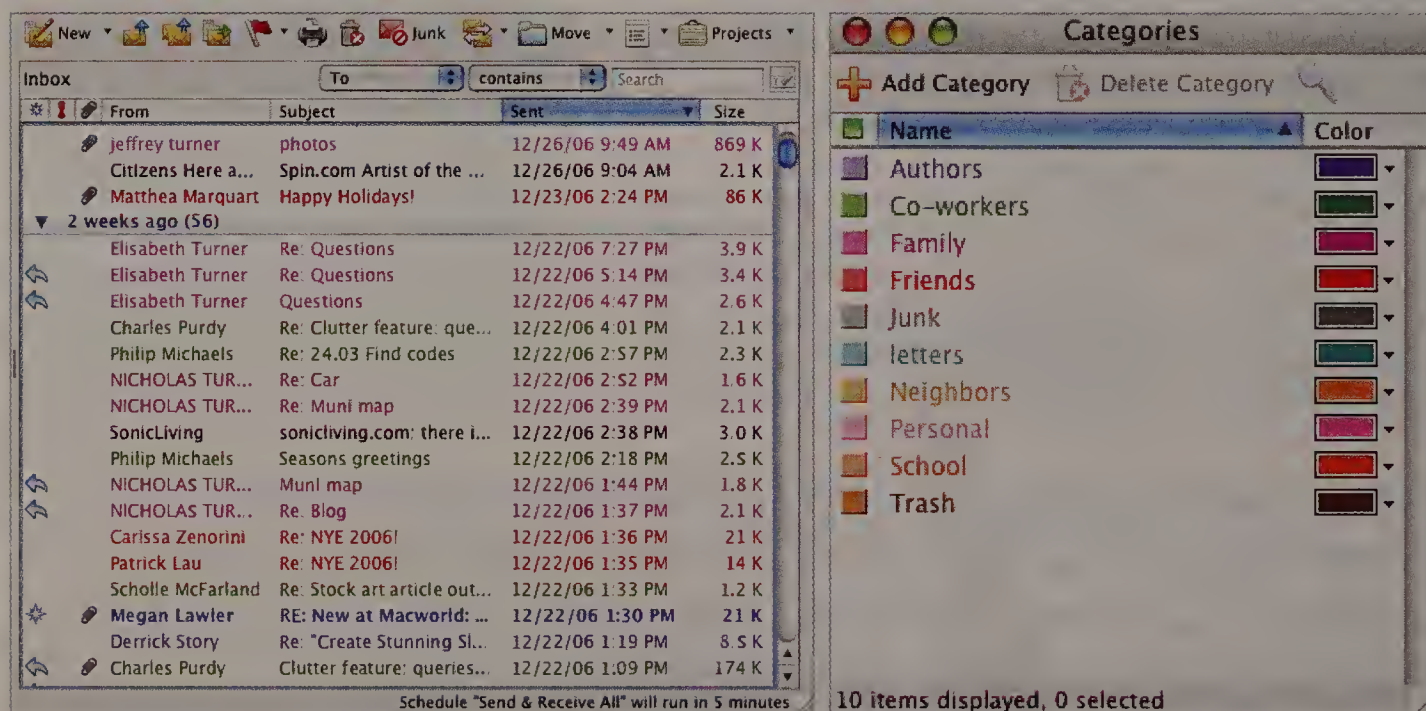 New Junk Move Projects
Inbox To contains Search
From Subject Sent Size
jeffrey turner photos 12/26/06 9:49 AM 869 K
Citizens Here a... Spin.com Artist of the ... 12/26/06 9:04 AM 2.1 K
Matthea Marquart Happy Holidays! 12/23/06 2:24 PM 86 K
2 weeks ago (56)
Elisabeth Turner Re: Questions 12/22/06 7:27 PM 3.9 K
Elisabeth Turner Re: Questions 12/22/06 5:14 PM 3.4 K
Elisabeth Turner Questions 12/22/06 4:47 PM 2.6 K
Charles Purdy Re: Clutter feature: que... 12/22/06 4:01 PM 2.1 K
Philip Michaels Re: 24.03 Find codes 12/22/06 2:57 PM 2.3 K
NICHOLAS TUR... Re: Car 12/22/06 2:52 PM 1.6 K
NICHOLAS TUR... Re: Muni map 12/22/06 2:39 PM 2.1 K
SonicLiving sonicliving.com: there i... 12/22/06 2:38 PM 3.0 K
Philip Michaels Seasons greetings 12/22/06 2:18 PM 2.5 K
NICHOLAS TUR... Muni map 12/22/06 1:44 PM 1.8 K
NICHOLAS TUR... Re: Blog 12/22/06 1:37 PM 2.1 K
Carissa Zenorini Re: NYE 2006! 12/22/06 1:36 PM 21 K
Patrick Lau Re: NYE 2006! 12/22/06 1:35 PM 14 K
Scholle McFarland Re: Stock art article out... 12/22/06 1:33 PM 1.2 K
Megan Lawler RE: New at Macworld: ... 12/22/06 1:30 PM 21 K
Derrick Story Re: "Create Stunning Sl... 12/22/06 1:19 PM 8.5 K
Charles Purdy Clutter feature: queries... 12/22/06 1:09 PM 174 K
Schedule "Send & Receive All" will run in 5 minutes
Categories
Add Category Delete Category
Name Color
Authors
Co-workers
Family
Friends
Junk
letters
Neighbors
Personal
School
Trash
10 items displayed, 0 selected